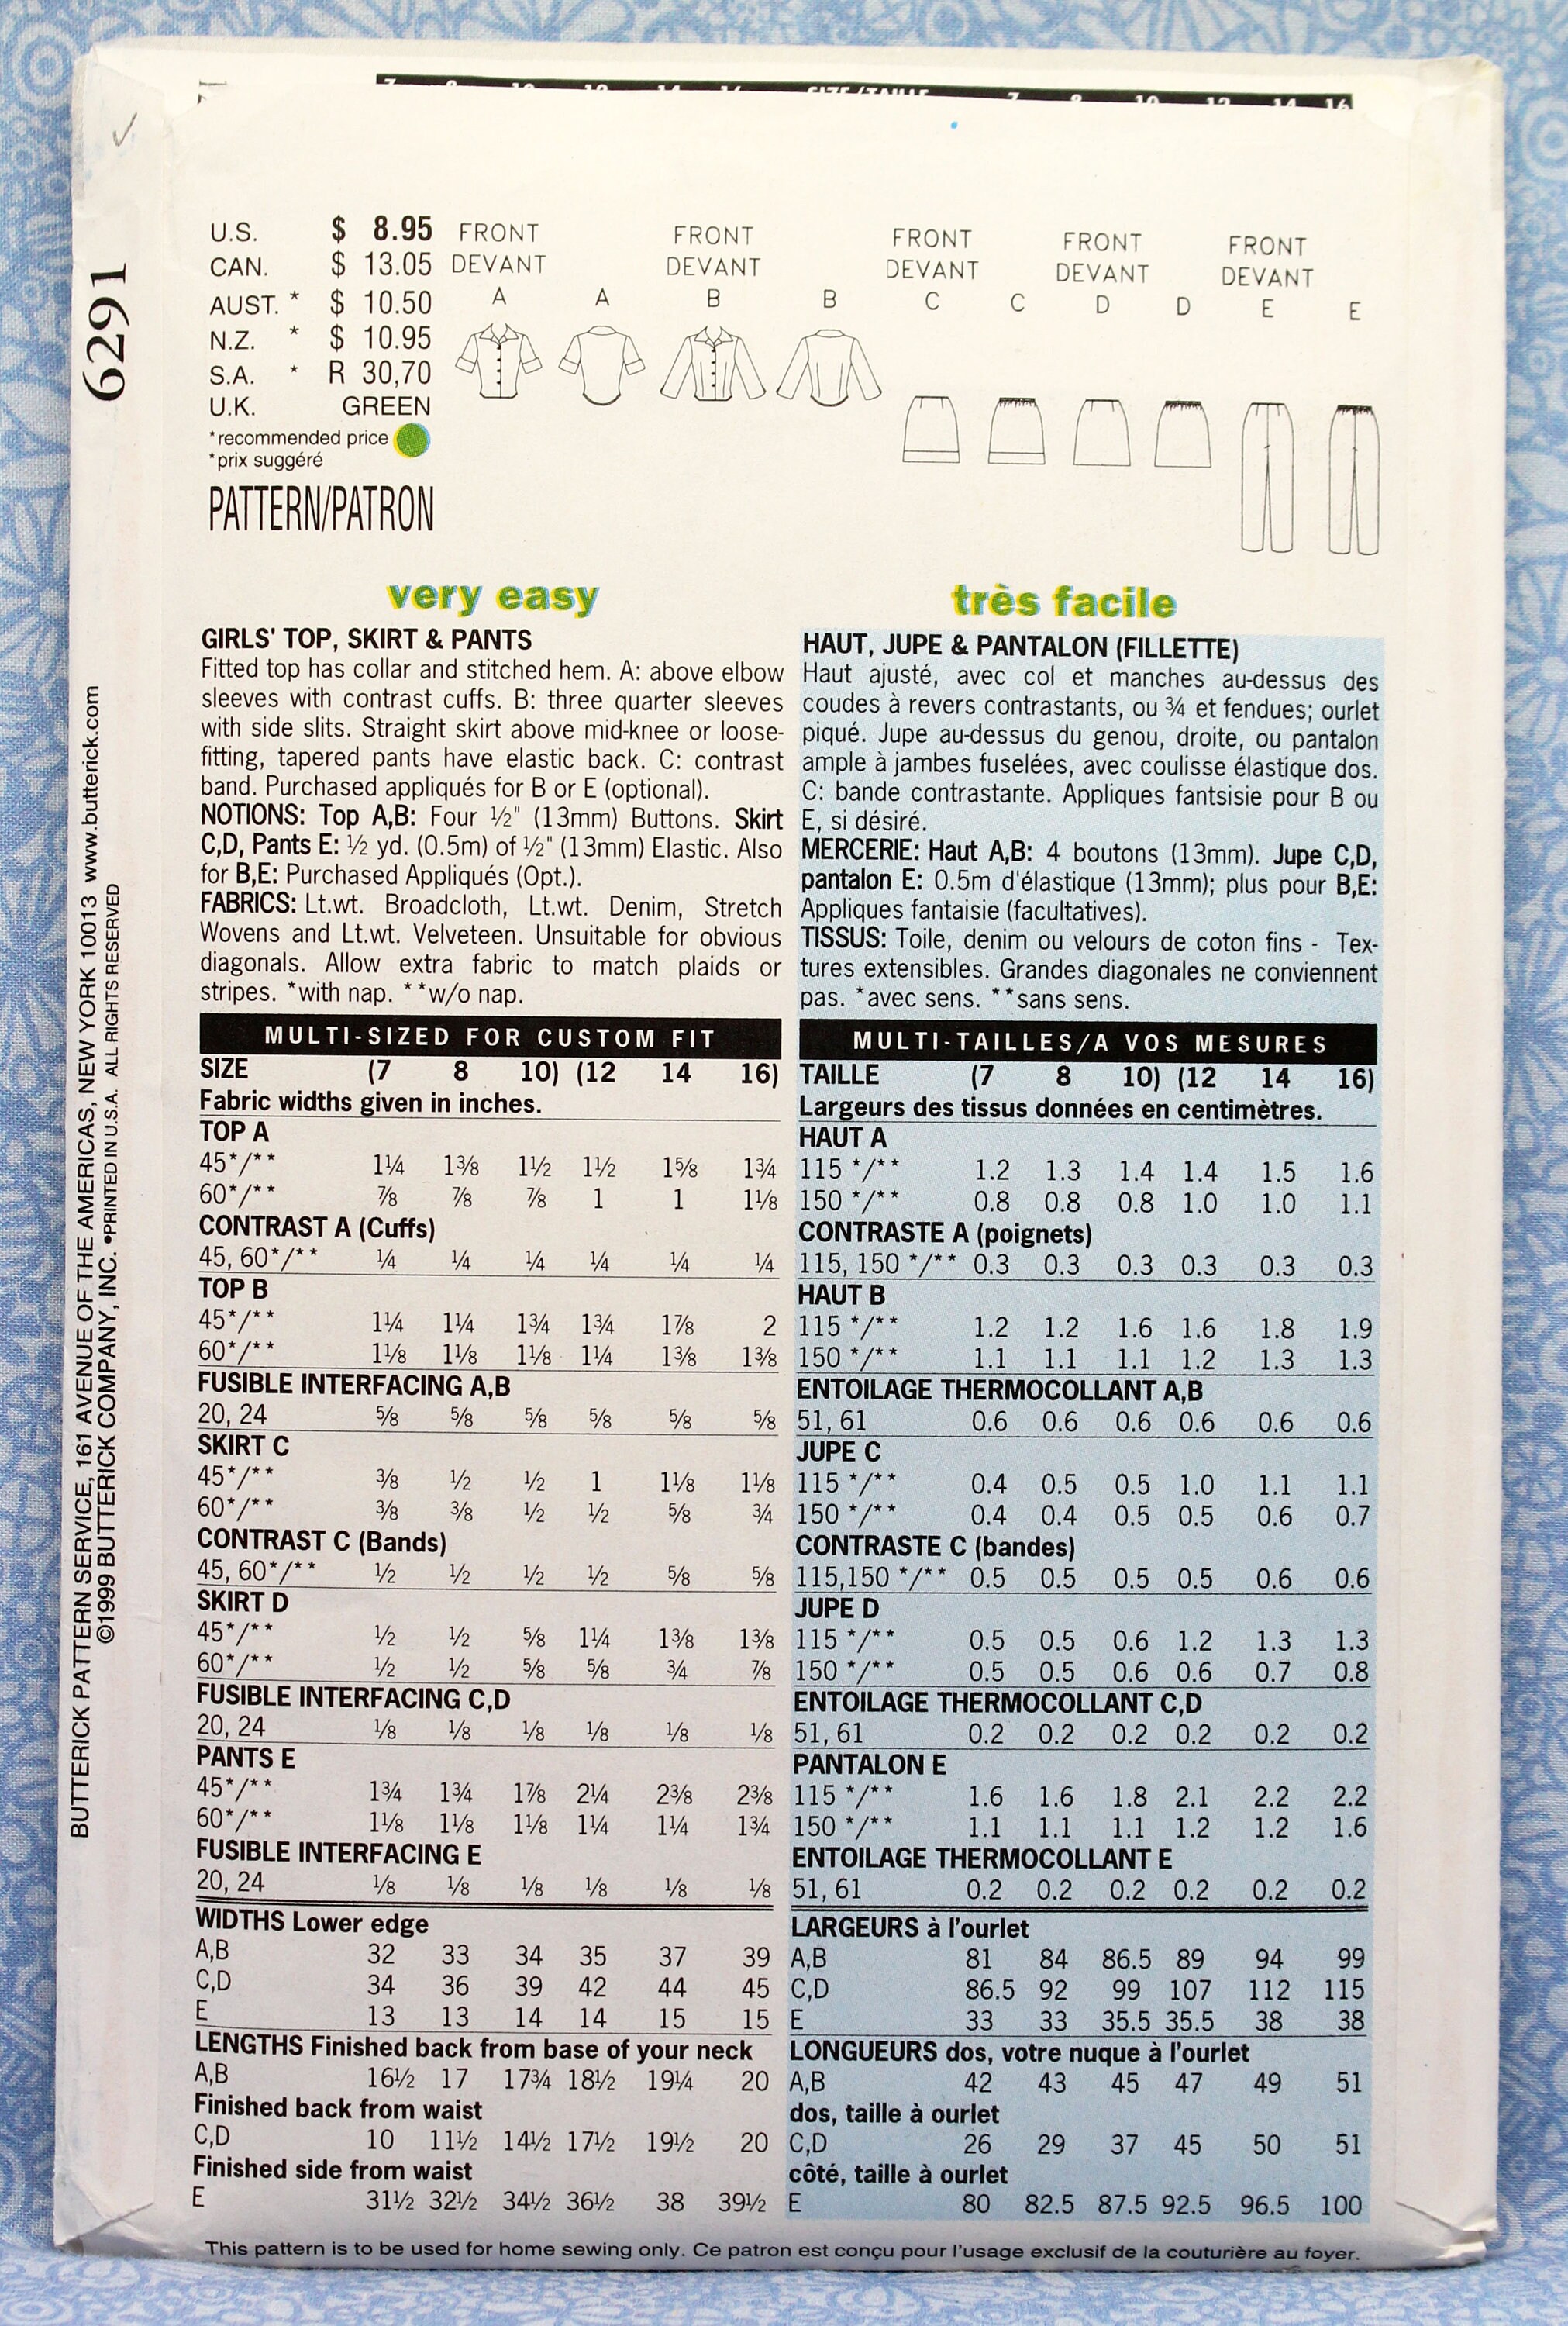 6291
BUTTERICK PATTERN SERVICE, 161 AVENUE OF THE AMERICAS, NEW YORK 10013 www.butterick.com
©1999 BUTTERICK COMPANY, INC. •PRINTED IN U.S.A. ALL RIGHTS RESERVED
7 8 10 12 14 16 SIZE/TAILLE 7 8 10 12 14 16
U.S. $ 8.95
CAN. $ 13.05
AUST. * $ 10.50
N.Z. * $ 10.95
S.A. * R 30,70
U.K. GREEN
*recommended price
*prix suggéré
PATTERN/PATRON
FRONT FRONT FRONT FRONT FRONT
DEVANT DEVANT DEVANT DEVANT DEVANT
A A B B C C D D E E
very easy
GIRLS' TOP, SKIRT & PANTS
Fitted top has collar and stitched hem. A: above elbow
sleeves with contrast cuffs. B: three quarter sleeves
with side slits. Straight skirt above mid-knee or loose-
fitting, tapered pants have elastic back. C: contrast
band. Purchased appliqués for B or E (optional).
NOTIONS: Top A,B: Four ½" (13mm) Buttons. Skirt
C,D, Pants E: ½ yd. (0.5m) of ½" (13mm) Elastic. Also
for B,E: Purchased Appliqués (Opt.).
FABRICS: Lt.wt. Broadcloth, Lt.wt. Denim, Stretch
Wovens and Lt.wt. Velveteen. Unsuitable for obvious
diagonals. Allow extra fabric to match plaids or
stripes. *with nap. **w/o nap.
MULTI-SIZED FOR CUSTOM FIT
SIZE (7 8 10) (12 14 16)
Fabric widths given in inches.
TOP A
45*/** 1¼ 1⅜ 1½ 1½ 1⅝ 1¾
60*/** ⅞ ⅞ ⅞ 1 1 1⅛
CONTRAST A (Cuffs)
45, 60*/** ¼ ¼ ¼ ¼ ¼ ¼
TOP B
45*/** 1¼ 1¼ 1¾ 1¾ 1⅞ 2
60*/** 1⅛ 1⅛ 1⅛ 1¼ 1⅜ 1⅜
FUSIBLE INTERFACING A,B
20, 24 ⅝ ⅝ ⅝ ⅝ ⅝ ⅝
SKIRT C
45*/** ⅜ ½ ½ 1 1⅛ 1⅛
60*/** ⅜ ⅜ ½ ½ ⅝ ¾
CONTRAST C (Bands)
45, 60*/** ½ ½ ½ ½ ⅝ ⅝
SKIRT D
45*/** ½ ½ ⅝ 1¼ 1⅜ 1⅜
60*/** ½ ½ ⅝ ⅝ ¾ ⅞
FUSIBLE INTERFACING C,D
20, 24 ⅛ ⅛ ⅛ ⅛ ⅛ ⅛
PANTS E
45*/** 1¾ 1¾ 1⅞ 2¼ 2⅜ 2⅜
60*/** 1⅛ 1⅛ 1⅛ 1¼ 1¼ 1¾
FUSIBLE INTERFACING E
20, 24 ⅛ ⅛ ⅛ ⅛ ⅛ ⅛
WIDTHS Lower edge
A,B 32 33 34 35 37 39
C,D 34 36 39 42 44 45
E 13 13 14 14 15 15
LENGTHS Finished back from base of your neck
A,B 16½ 17 17¾ 18½ 19¼ 20
Finished back from waist
C,D 10 11½ 14½ 17½ 19½ 20
Finished side from waist
E 31½ 32½ 34½ 36½ 38 39½
très facile
HAUT, JUPE & PANTALON (FILLETTE)
Haut ajusté, avec col et manches au-dessus des
coudes à revers contrastants, ou ¾ et fendues; ourlet
piqué. Jupe au-dessus du genou, droite, ou pantalon
ample à jambes fuselées, avec coulisse élastique dos.
C: bande contrastante. Appliques fantsisie pour B ou
E, si désiré.
MERCERIE: Haut A,B: 4 boutons (13mm). Jupe C,D,
pantalon E: 0.5m d'élastique (13mm); plus pour B,E:
Appliques fantaisie (facultatives).
TISSUS: Toile, denim ou velours de coton fins - Tex-
tures extensibles. Grandes diagonales ne conviennent
pas. *avec sens. **sans sens.
MULTI-TAILLES/A VOS MESURES
TAILLE (7 8 10) (12 14 16)
Largeurs des tissus données en centimètres.
HAUT A
115 */** 1.2 1.3 1.4 1.4 1.5 1.6
150 */** 0.8 0.8 0.8 1.0 1.0 1.1
CONTRASTE A (poignets)
115, 150 */** 0.3 0.3 0.3 0.3 0.3 0.3
HAUT B
115 */** 1.2 1.2 1.6 1.6 1.8 1.9
150 */** 1.1 1.1 1.1 1.2 1.3 1.3
ENTOILAGE THERMOCOLLANT A,B
51, 61 0.6 0.6 0.6 0.6 0.6 0.6
JUPE C
115 */** 0.4 0.5 0.5 1.0 1.1 1.1
150 */** 0.4 0.4 0.5 0.5 0.6 0.7
CONTRASTE C (bandes)
115,150 */** 0.5 0.5 0.5 0.5 0.6 0.6
JUPE D
115 */** 0.5 0.5 0.6 1.2 1.3 1.3
150 */** 0.5 0.5 0.6 0.6 0.7 0.8
ENTOILAGE THERMOCOLLANT C,D
51, 61 0.2 0.2 0.2 0.2 0.2 0.2
PANTALON E
115 */** 1.6 1.6 1.8 2.1 2.2 2.2
150 */** 1.1 1.1 1.1 1.2 1.2 1.6
ENTOILAGE THERMOCOLLANT E
51, 61 0.2 0.2 0.2 0.2 0.2 0.2
LARGEURS à l'ourlet
A,B 81 84 86.5 89 94 99
C,D 86.5 92 99 107 112 115
E 33 33 35.5 35.5 38 38
LONGUEURS dos, votre nuque à l'ourlet
A,B 42 43 45 47 49 51
dos, taille à ourlet
C,D 26 29 37 45 50 51
côté, taille à ourlet
E 80 82.5 87.5 92.5 96.5 100
This pattern is to be used for home sewing only. Ce patron est conçu pour l'usage exclusif de la couturière au foyer.